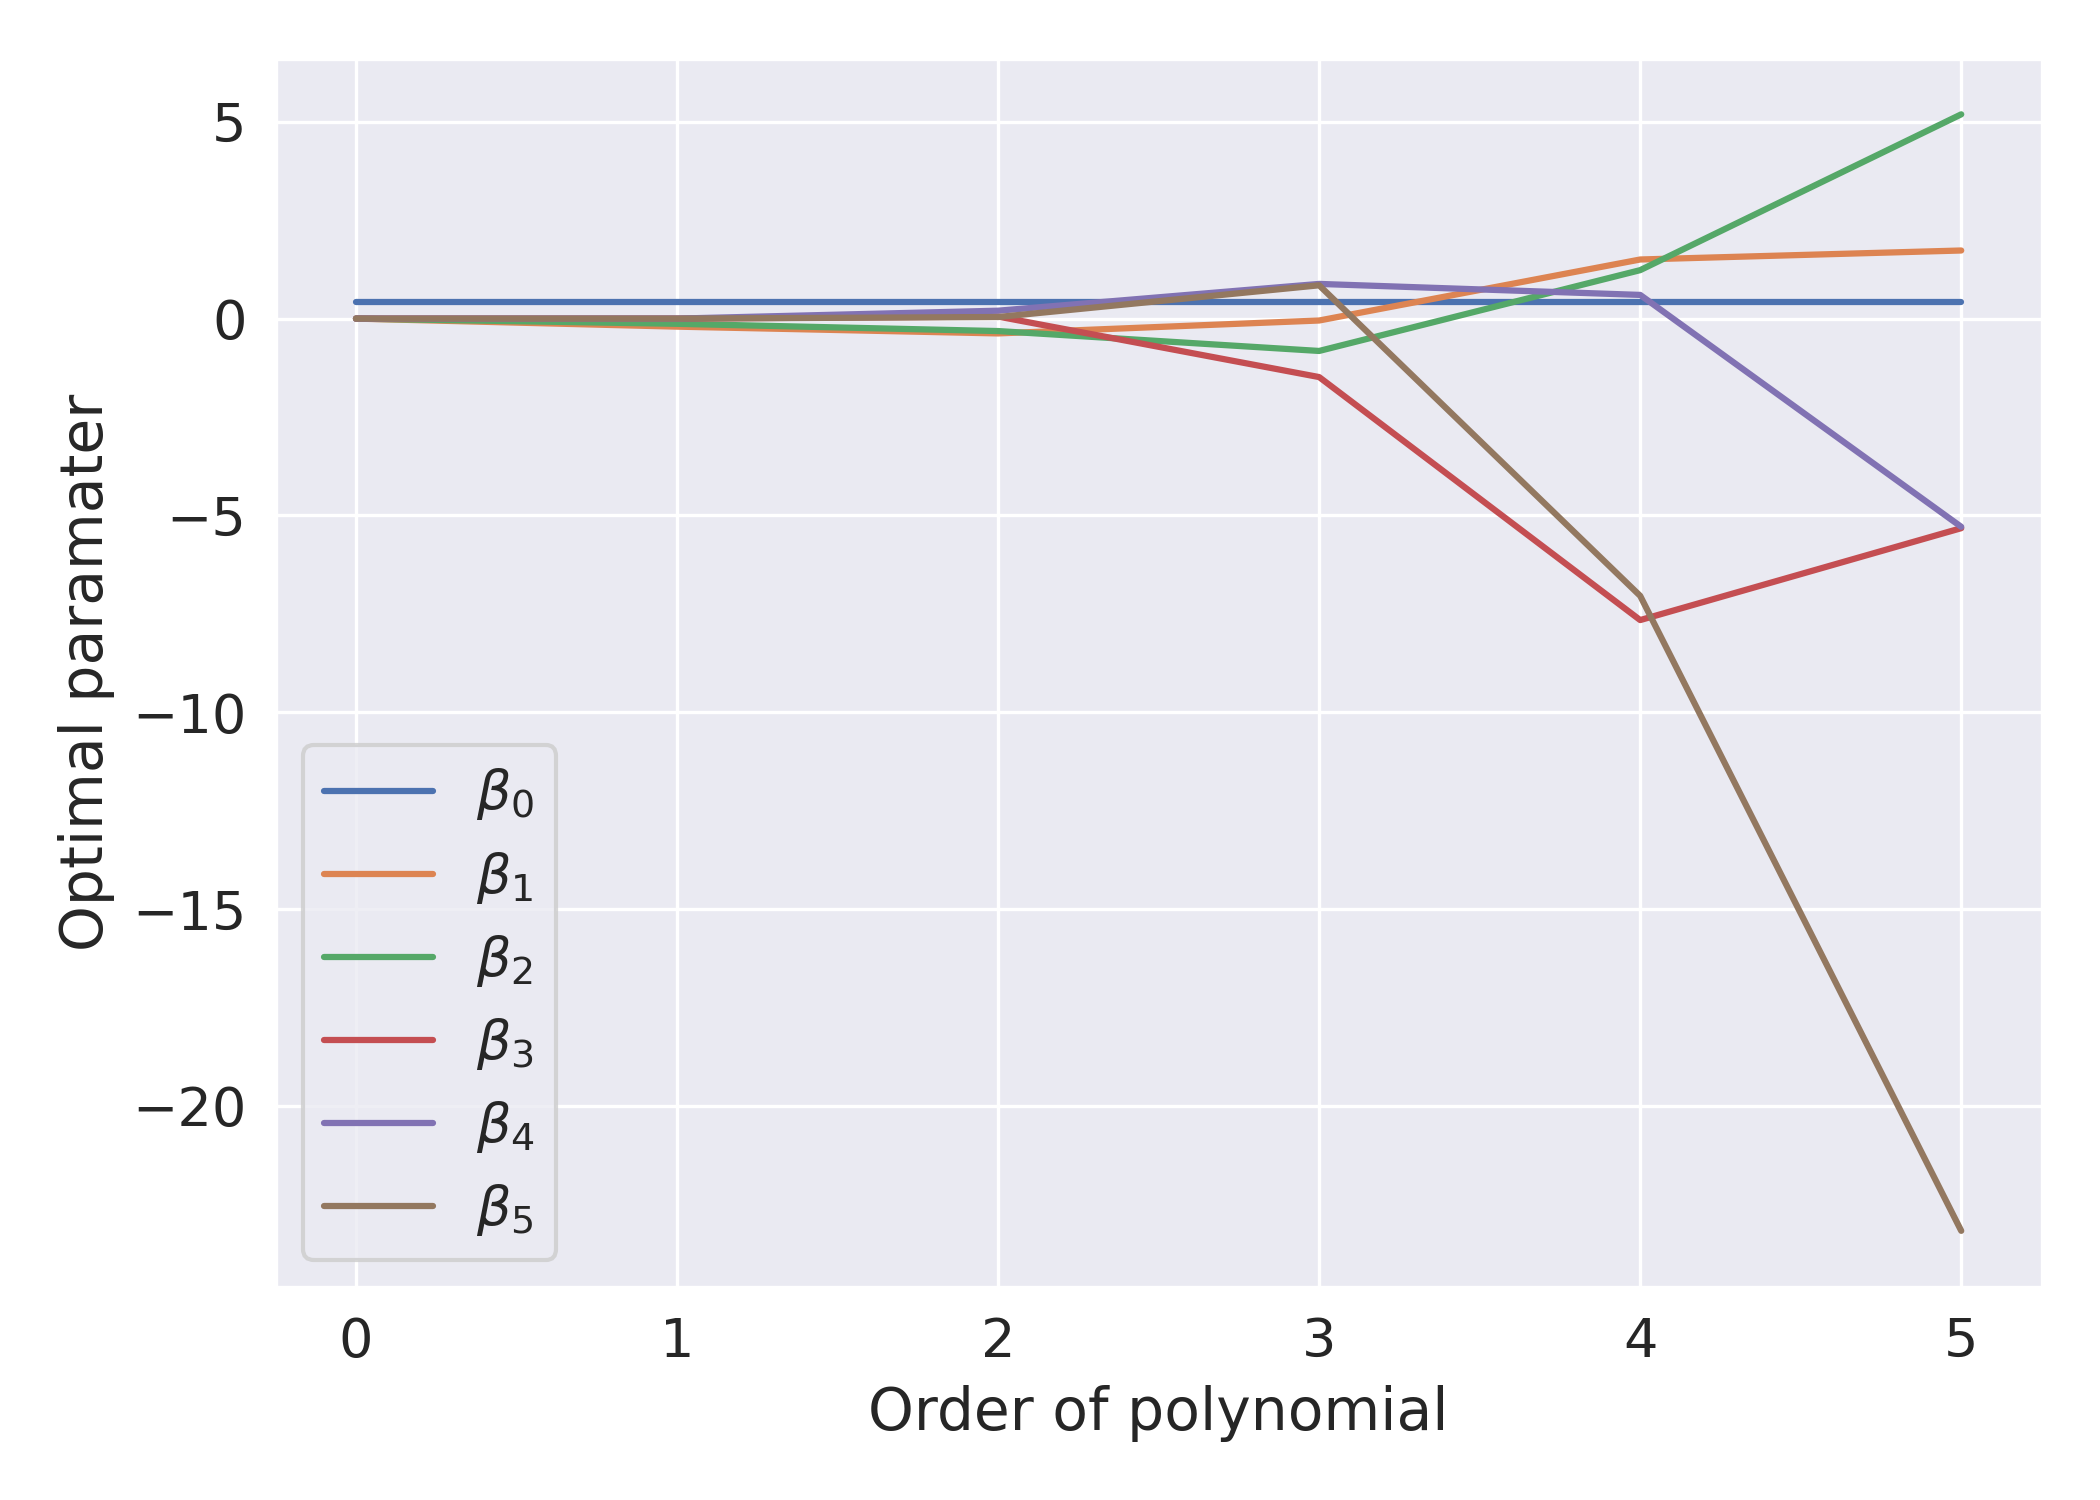 5
0
−5
−10
−15
−20
Optimal paramater
β0
β1
β2
β3
β4
β5
0 1 2 3 4 5
Order of polynomial